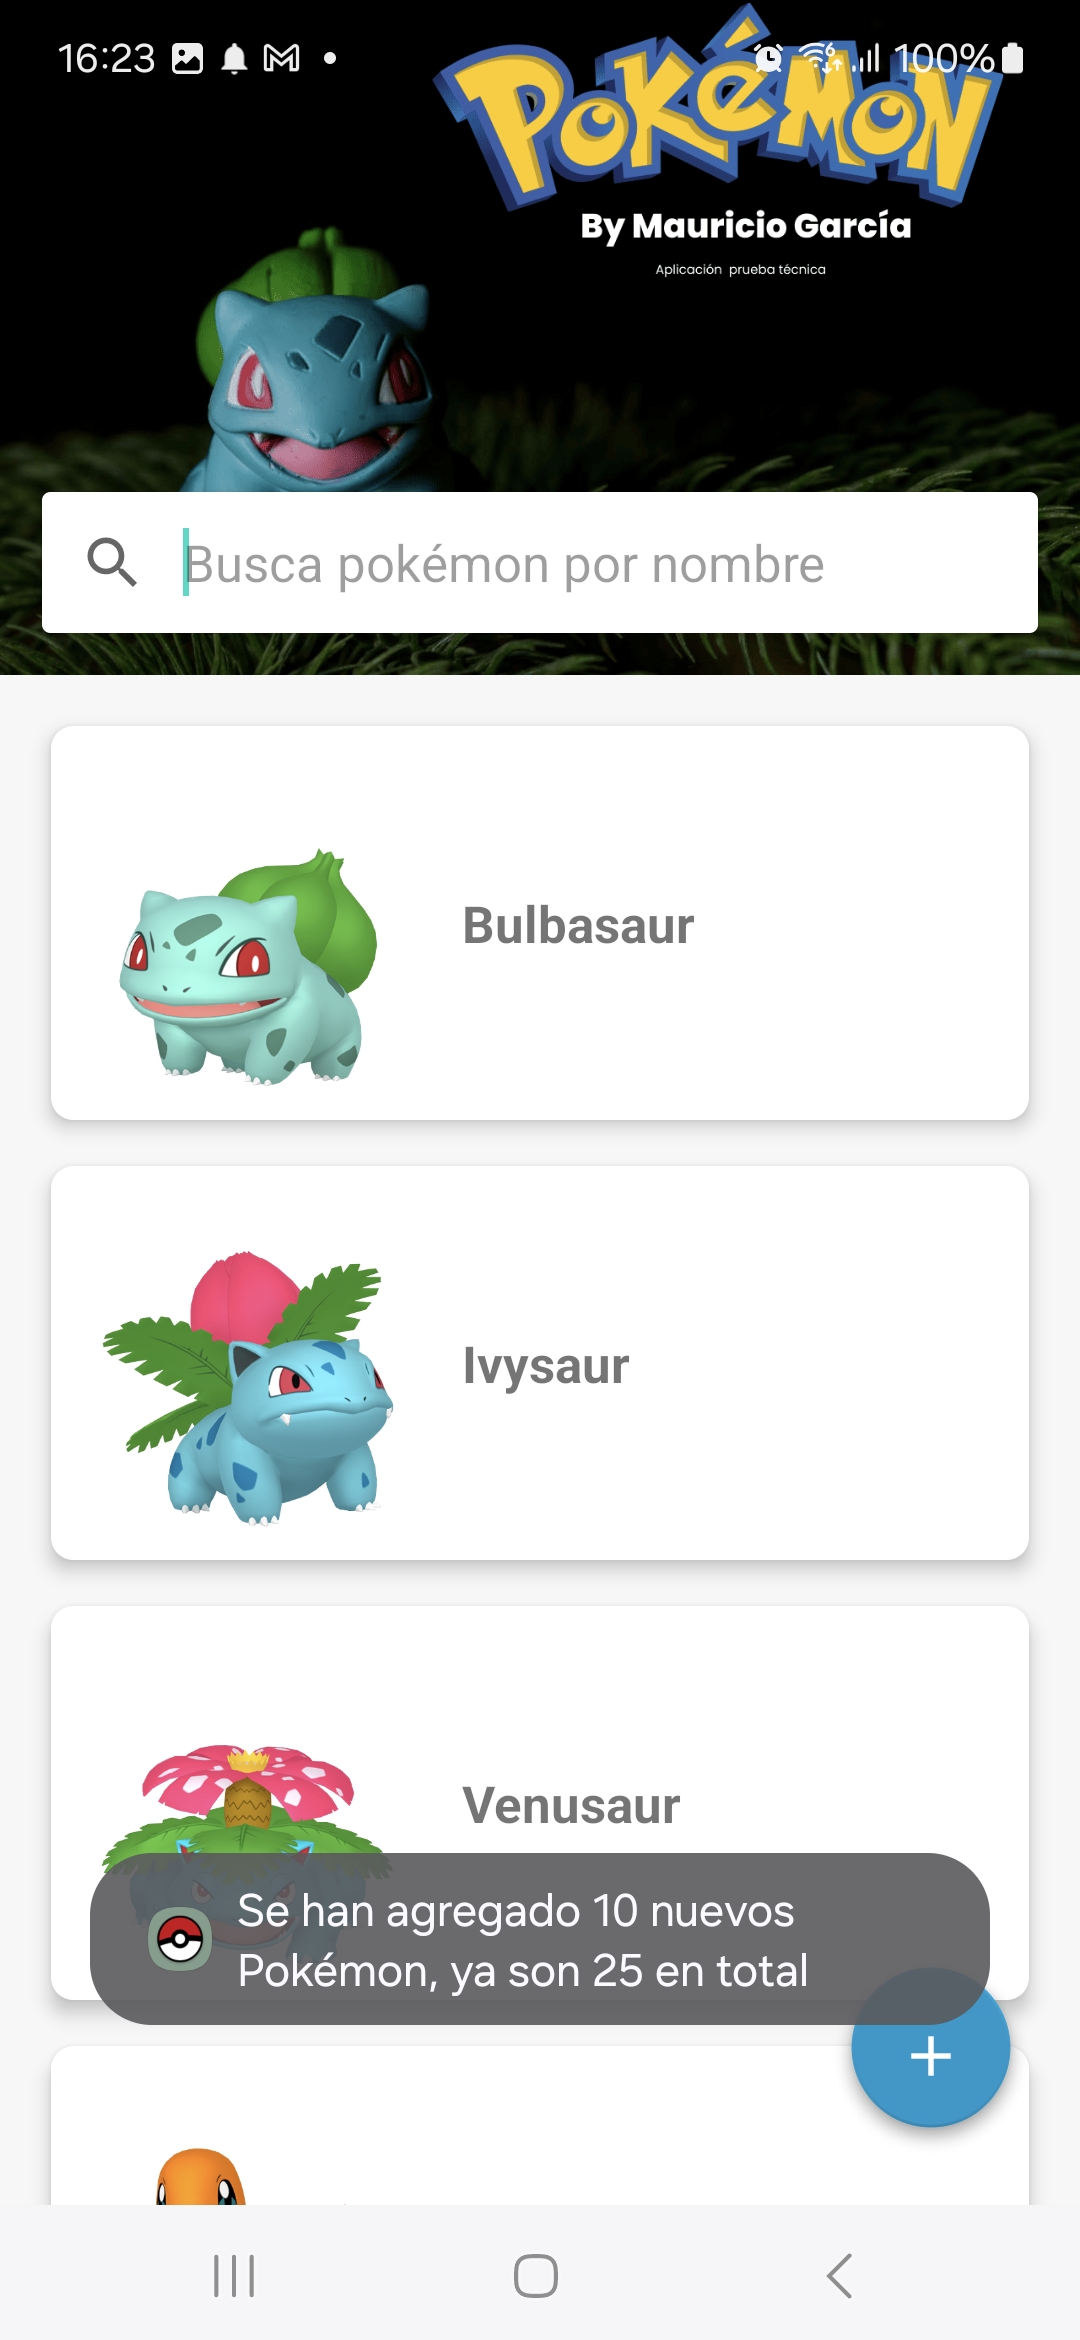 16:23
100%
POKéMON
By Mauricio García
Aplicación prueba técnica
Busca pokémon por nombre
Bulbasaur
Ivysaur
Venusaur
Se han agregado 10 nuevos
Pokémon, ya son 25 en total